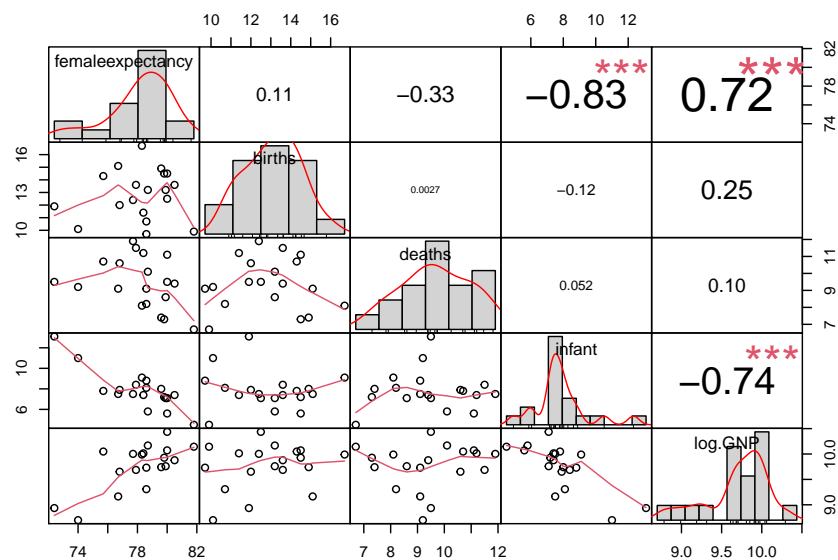 10 12 14 16 6 8 10 12
femaleexpectancy 0.11 −0.33 −0.83 *** 0.72 *** 74 78 82
10 13 16 births 0.0027 −0.12 0.25
deaths 0.052 0.10 7 9 11
6 10 infant −0.74 ***
log.GNP 9.0 10.0
74 78 82 7 8 9 10 12 9.0 9.5 10.0